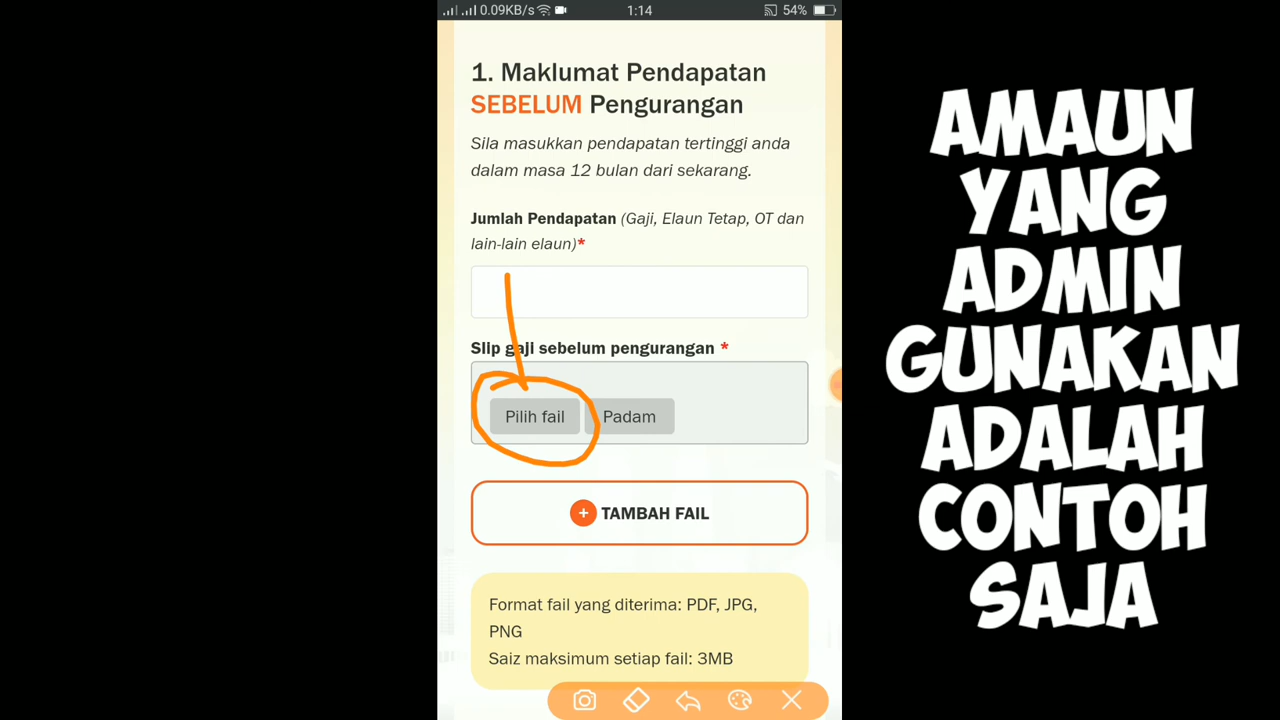 0.09KB/s
1:14
54%
1. Maklumat Pendapatan
SEBELUM Pengurangan
Sila masukkan pendapatan tertinggi anda
dalam masa 12 bulan dari sekarang.
Jumlah Pendapatan (Gaji, Elaun Tetap, OT dan
lain-lain elaun)*
Slip gaji sebelum pengurangan *
Pilih fail
Padam
+ TAMBAH FAIL
Format fail yang diterima: PDF, JPG,
PNG
Saiz maksimum setiap fail: 3MB
AMAUN
YANG
ADMIN
GUNAKAN
ADALAH
CONTOH
SAJA